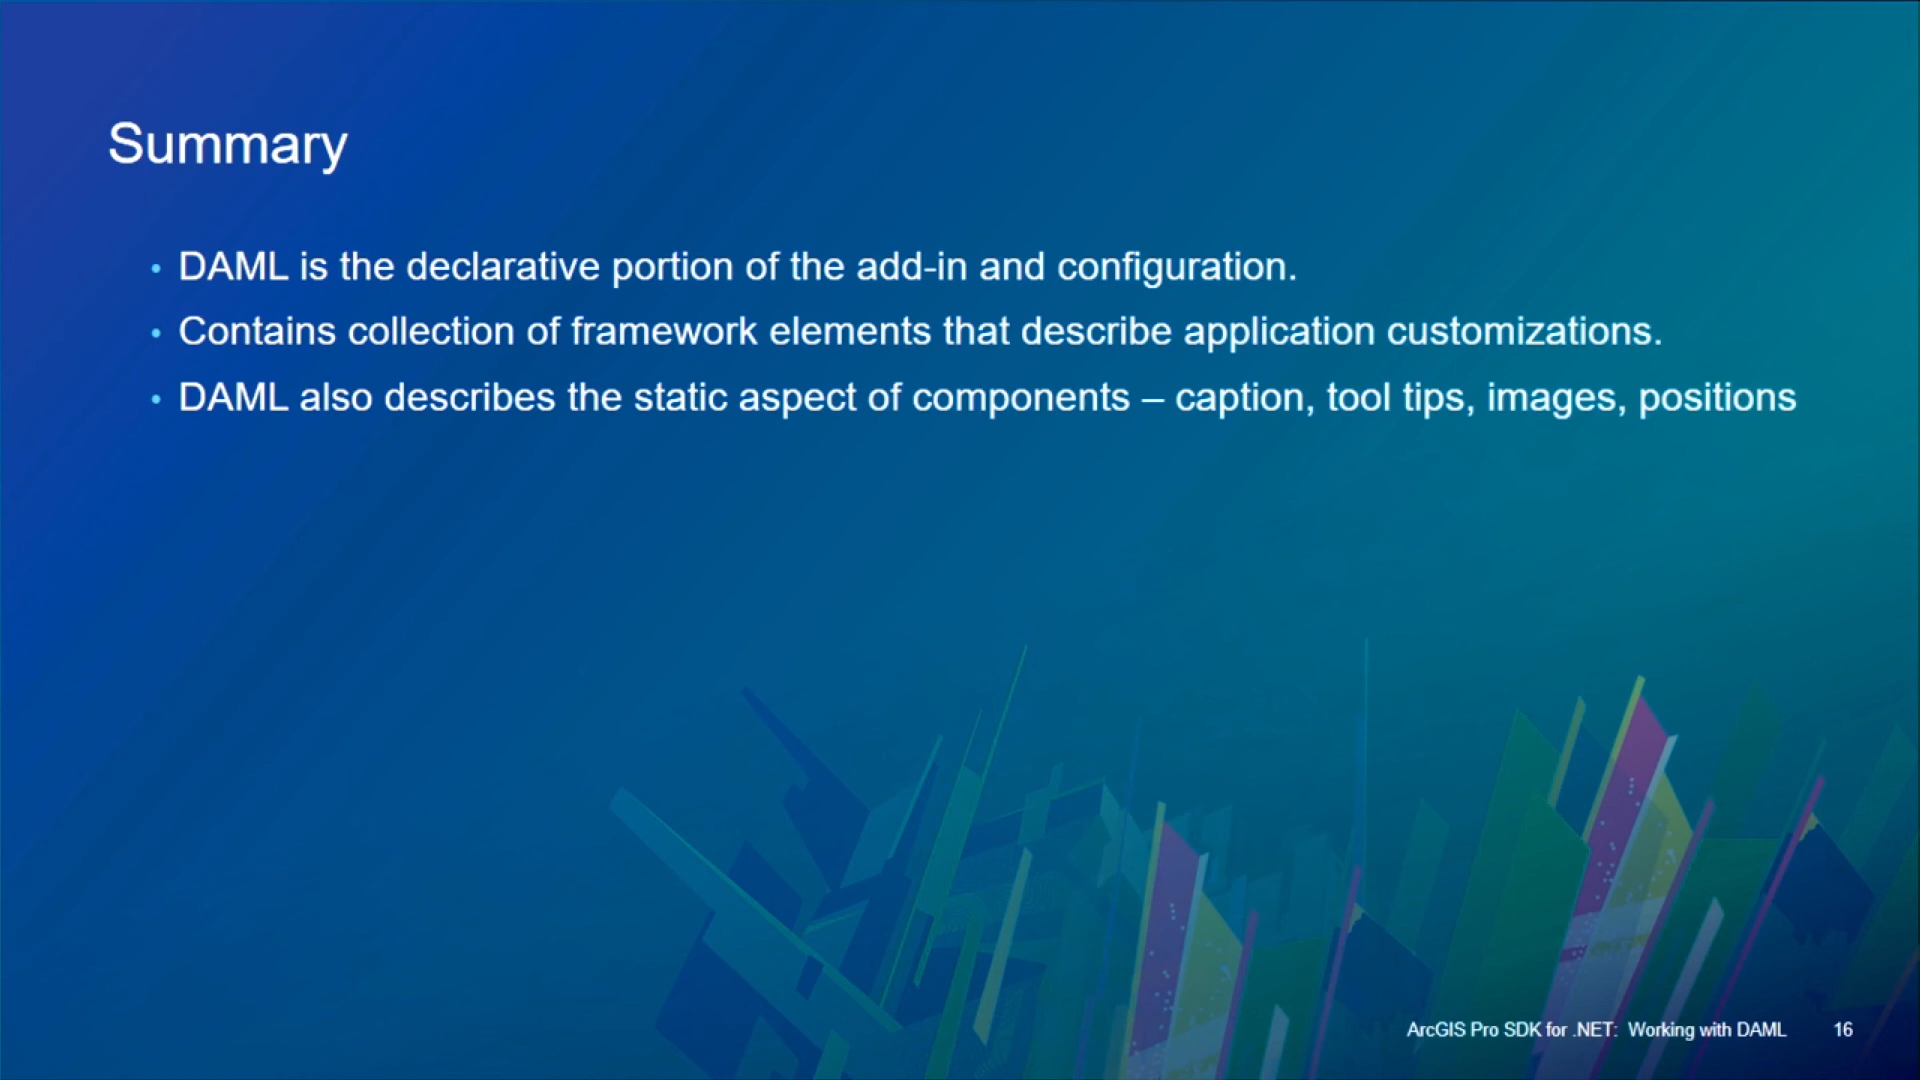 Summary
• DAML is the declarative portion of the add-in and configuration.
• Contains collection of framework elements that describe application customizations.
• DAML also describes the static aspect of components – caption, tool tips, images, positions
ArcGIS Pro SDK for .NET: Working with DAML 16